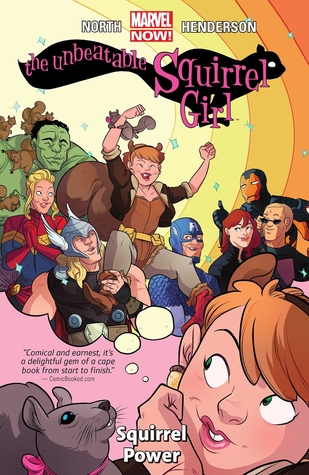 NORTH
MARVEL
NOW!
HENDERSON
the unbeatable
Squirrel
Girl
"Comical and earnest, it's
a delightful gem of a cape
book from start to finish."
— ComicBooked.com
Squirrel
Power